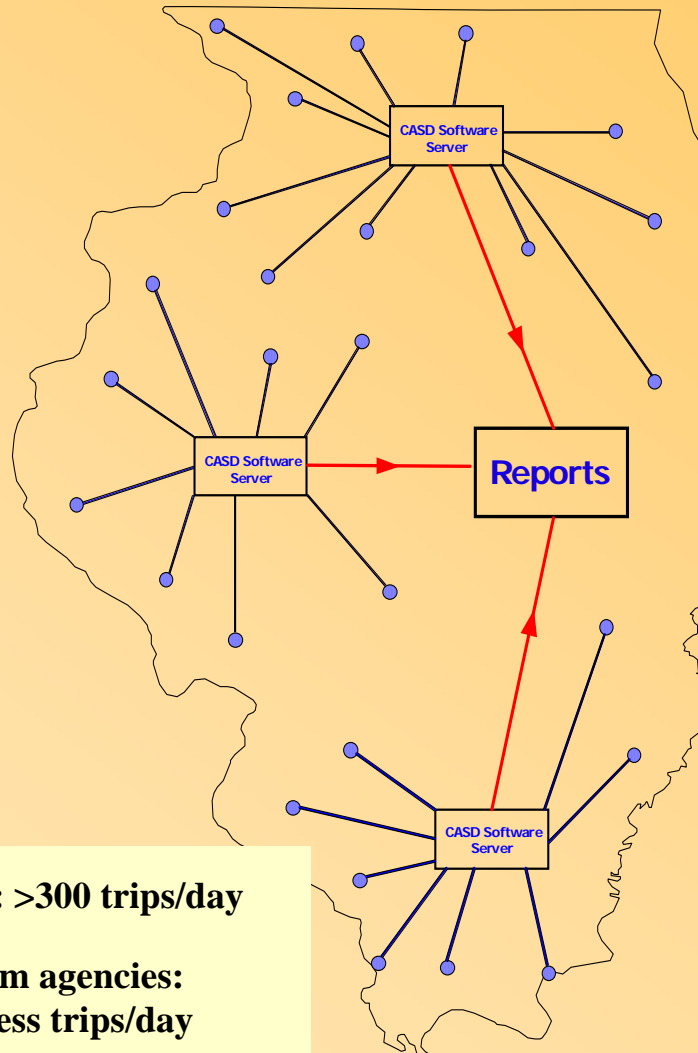 CASD Software
Server
CASD Software
Server
Reports
CASD Software
Server
: >300 trips/day
m agencies:
ess trips/day